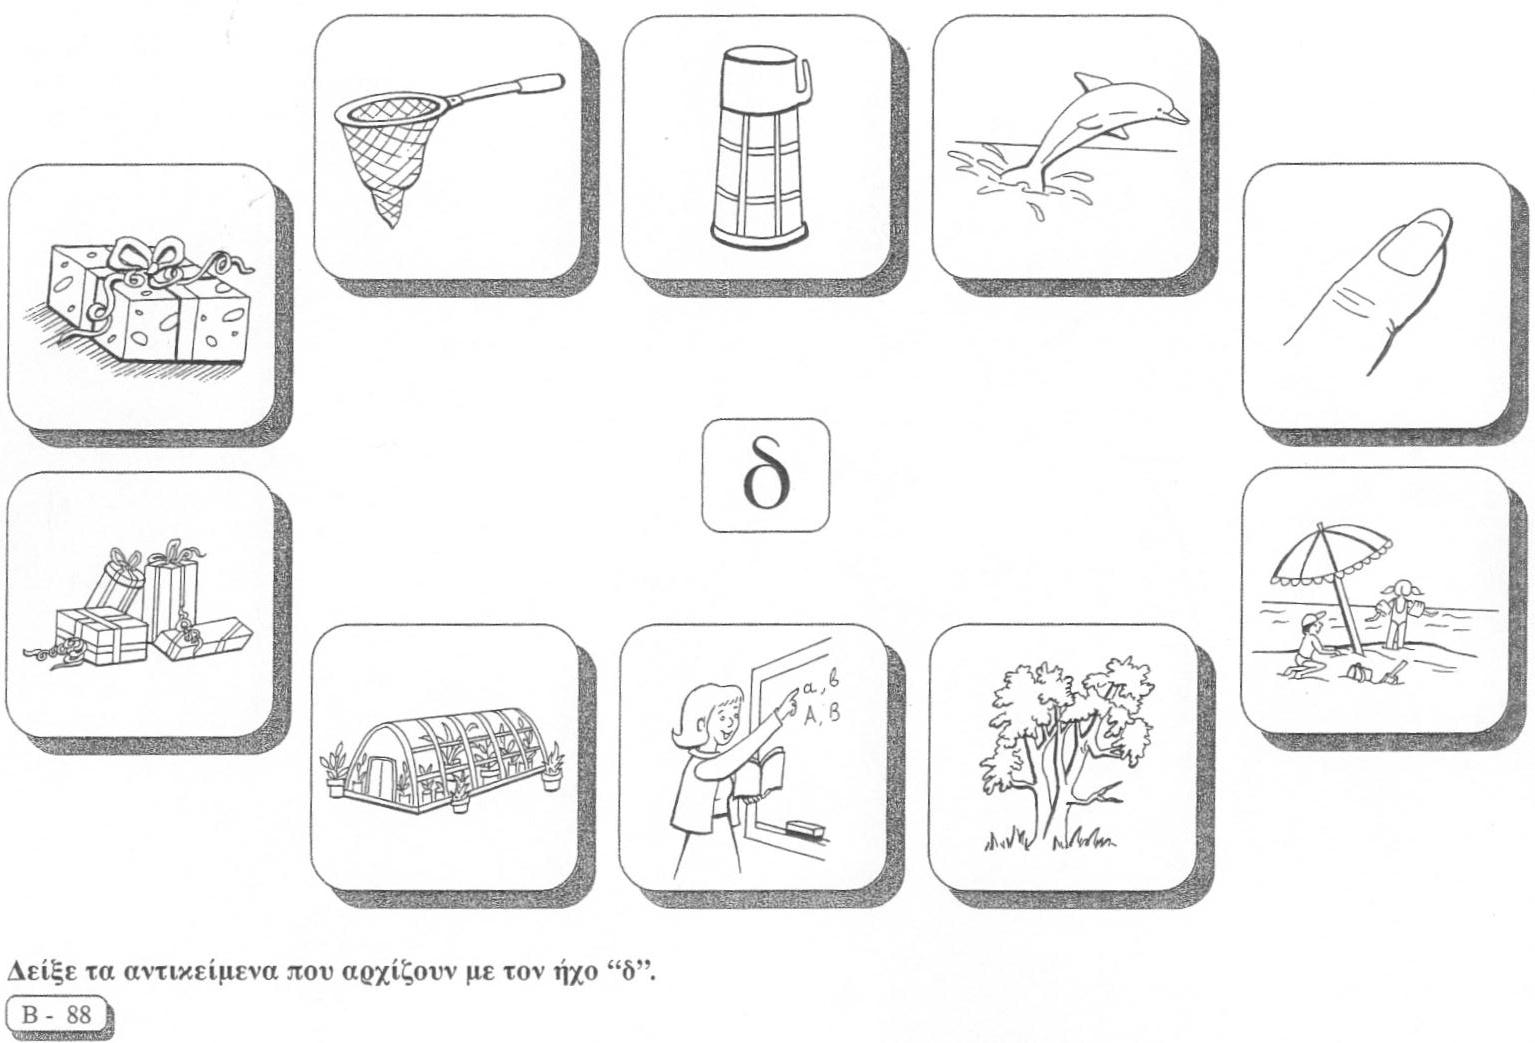 δ
a, b
A, B
Δείξε τα αντικείμενα που αρχίζουν με τον ήχο “δ”.
B - 88